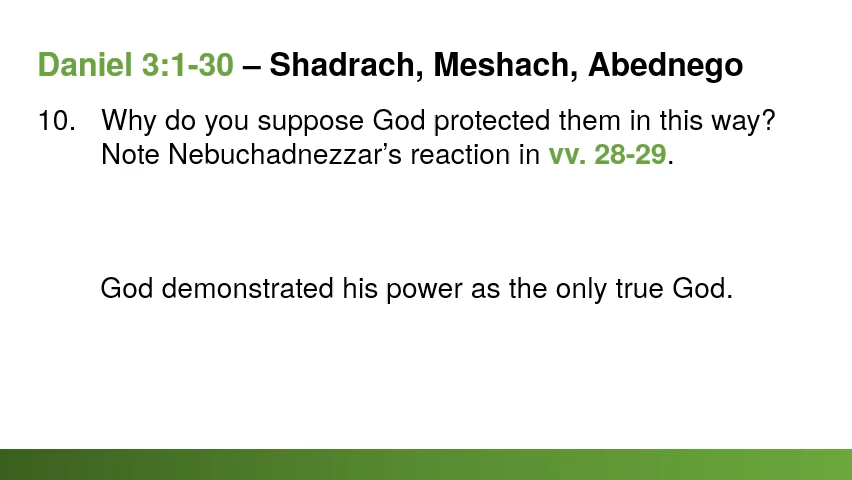 Daniel 3:1-30 – Shadrach, Meshach, Abednego
10. Why do you suppose God protected them in this way?
Note Nebuchadnezzar’s reaction in vv. 28-29.
God demonstrated his power as the only true God.